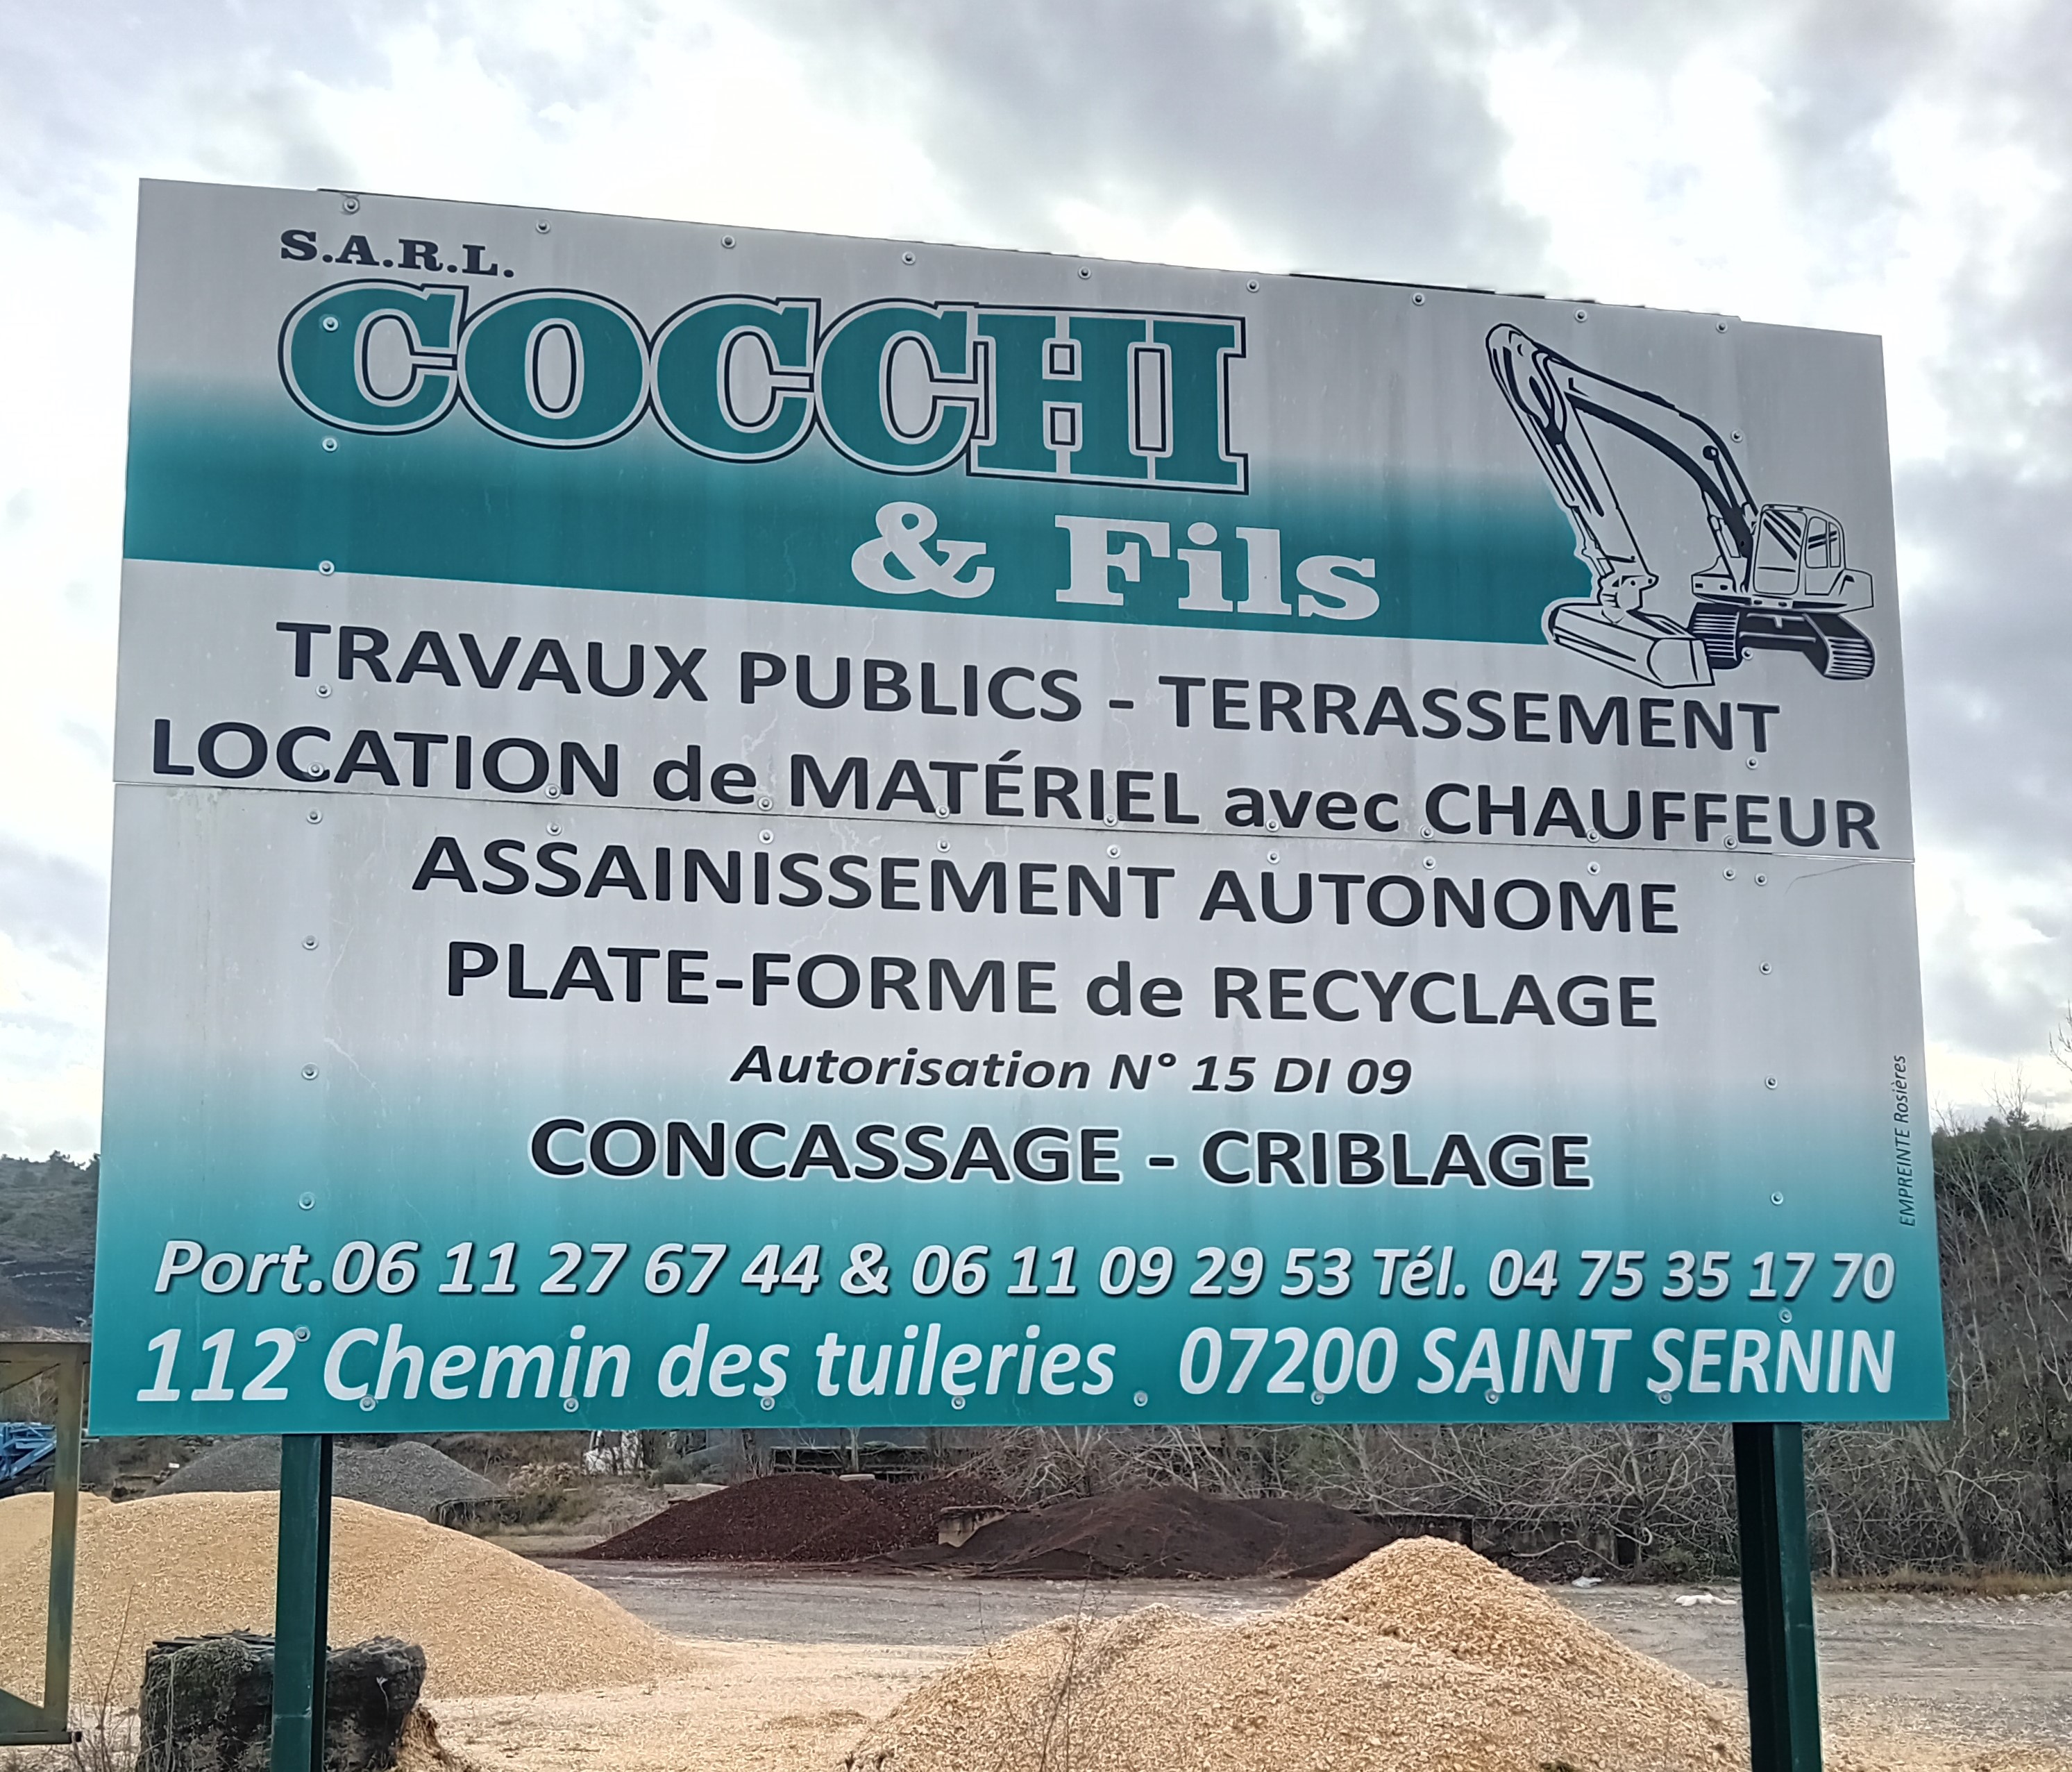 S.A.R.L.
COCCHI
& Fils
TRAVAUX PUBLICS - TERRASSEMENT
LOCATION de MATÉRIEL avec CHAUFFEUR
ASSAINISSEMENT AUTONOME
PLATE-FORME de RECYCLAGE
Autorisation N° 15 DI 09
CONCASSAGE - CRIBLAGE
Port.06 11 27 67 44 & 06 11 09 29 53 Tél. 04 75 35 17 70
112 Chemin des tuileries 07200 SAINT SERNIN
EMPREINTE Rosières